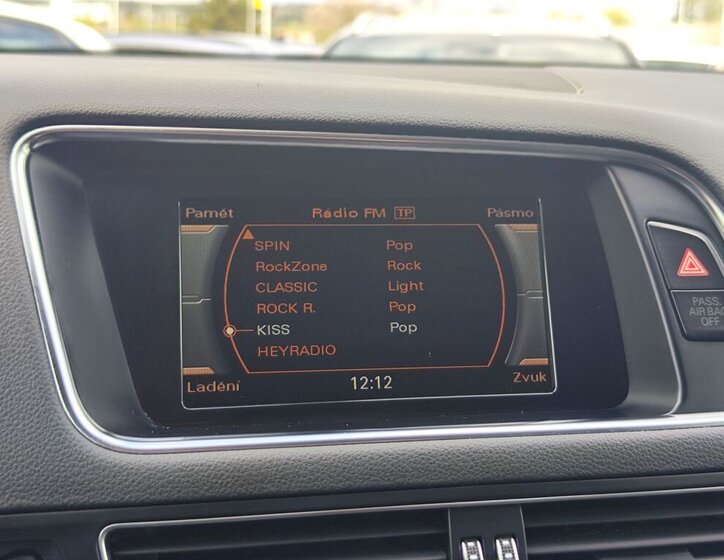 Pamět Rádio FM TP Pásmo
SPIN Pop
RockZone Rock
CLASSIC Light
ROCK R. Pop
KISS Pop
HEYRADIO
Ladění 12:12 Zvuk
PASS.
AIR BAG
OFF